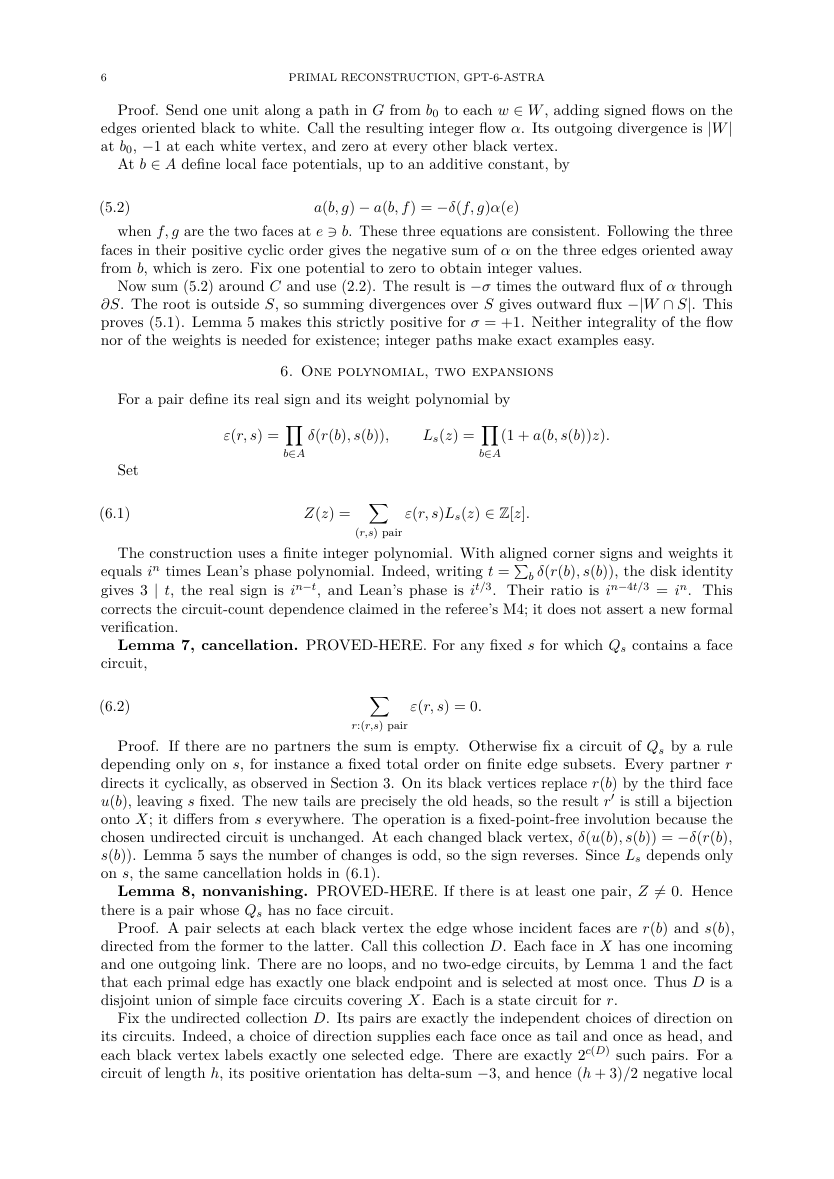 6 PRIMAL RECONSTRUCTION, GPT-6-ASTRA
Proof. Send one unit along a path in G from b₀ to each w ∈ W, adding signed flows on the
edges oriented black to white. Call the resulting integer flow α. Its outgoing divergence is |W|
at b₀, −1 at each white vertex, and zero at every other black vertex.
At b ∈ A define local face potentials, up to an additive constant, by
(5.2) a(b, g) − a(b, f) = −δ(f, g)α(e)
when f, g are the two faces at e ∋ b. These three equations are consistent. Following the three
faces in their positive cyclic order gives the negative sum of α on the three edges oriented away
from b, which is zero. Fix one potential to zero to obtain integer values.
Now sum (5.2) around C and use (2.2). The result is −σ times the outward flux of α through
∂S. The root is outside S, so summing divergences over S gives outward flux −|W ∩ S|. This
proves (5.1). Lemma 5 makes this strictly positive for σ = +1. Neither integrality of the flow
nor of the weights is needed for existence; integer paths make exact examples easy.
6. One polynomial, two expansions
For a pair define its real sign and its weight polynomial by
ε(r, s) = ∏_{b∈A} δ(r(b), s(b)), L_s(z) = ∏_{b∈A} (1 + a(b, s(b))z).
Set
(6.1) Z(z) = ∑_{(r,s) pair} ε(r, s)L_s(z) ∈ ℤ[z].
The construction uses a finite integer polynomial. With aligned corner signs and weights it
equals iⁿ times Lean's phase polynomial. Indeed, writing t = ∑_b δ(r(b), s(b)), the disk identity
gives 3 | t, the real sign is i^{n−t}, and Lean's phase is i^{t/3}. Their ratio is i^{n−4t/3} = iⁿ. This
corrects the circuit-count dependence claimed in the referee's M4; it does not assert a new formal
verification.
Lemma 7, cancellation. PROVED-HERE. For any fixed s for which Q_s contains a face
circuit,
(6.2) ∑_{r:(r,s) pair} ε(r, s) = 0.
Proof. If there are no partners the sum is empty. Otherwise fix a circuit of Q_s by a rule
depending only on s, for instance a fixed total order on finite edge subsets. Every partner r
directs it cyclically, as observed in Section 3. On its black vertices replace r(b) by the third face
u(b), leaving s fixed. The new tails are precisely the old heads, so the result r′ is still a bijection
onto X; it differs from s everywhere. The operation is a fixed-point-free involution because the
chosen undirected circuit is unchanged. At each changed black vertex, δ(u(b), s(b)) = −δ(r(b),
s(b)). Lemma 5 says the number of changes is odd, so the sign reverses. Since L_s depends only
on s, the same cancellation holds in (6.1).
Lemma 8, nonvanishing. PROVED-HERE. If there is at least one pair, Z ≠ 0. Hence
there is a pair whose Q_s has no face circuit.
Proof. A pair selects at each black vertex the edge whose incident faces are r(b) and s(b),
directed from the former to the latter. Call this collection D. Each face in X has one incoming
and one outgoing link. There are no loops, and no two-edge circuits, by Lemma 1 and the fact
that each primal edge has exactly one black endpoint and is selected at most once. Thus D is a
disjoint union of simple face circuits covering X. Each is a state circuit for r.
Fix the undirected collection D. Its pairs are exactly the independent choices of direction on
its circuits. Indeed, a choice of direction supplies each face once as tail and once as head, and
each black vertex labels exactly one selected edge. There are exactly 2^{c(D)} such pairs. For a
circuit of length h, its positive orientation has delta-sum −3, and hence (h + 3)/2 negative local